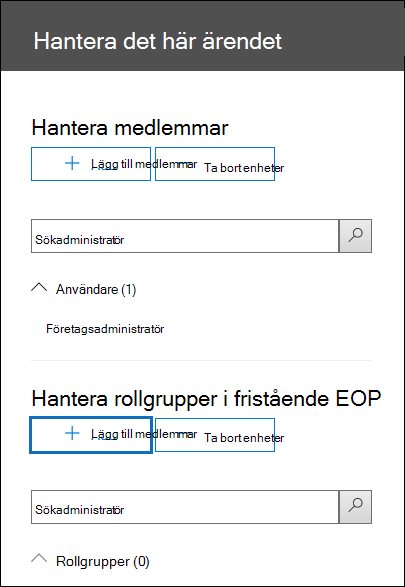 Hantera det här ärendet
Hantera medlemmar
Lägg till medlemmar
Ta bort enheter
Sökadministratör
Användare (1)
Företagsadministratör
Hantera rollgrupper i fristående EOP
Lägg till medlemmar
Ta bort enheter
Sökadministratör
Rollgrupper (0)